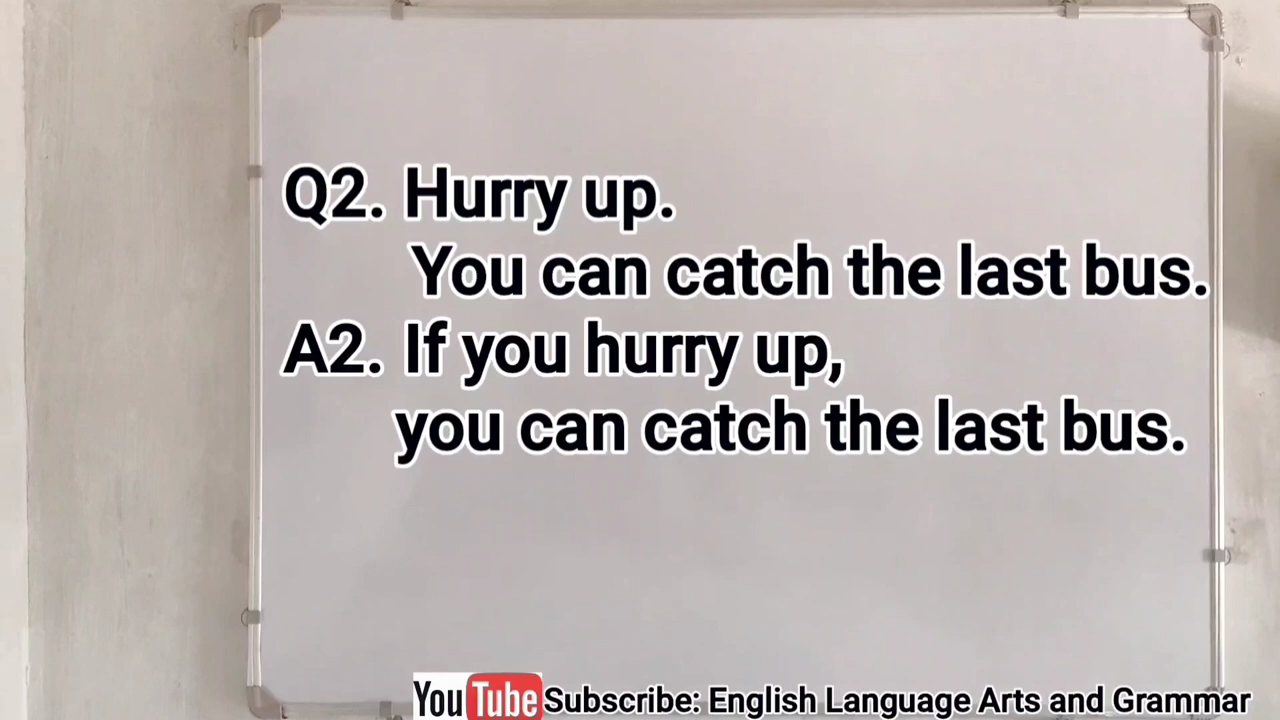 Q2. Hurry up.
You can catch the last bus.
A2. If you hurry up,
you can catch the last bus.
YouTube Subscribe: English Language Arts and Grammar